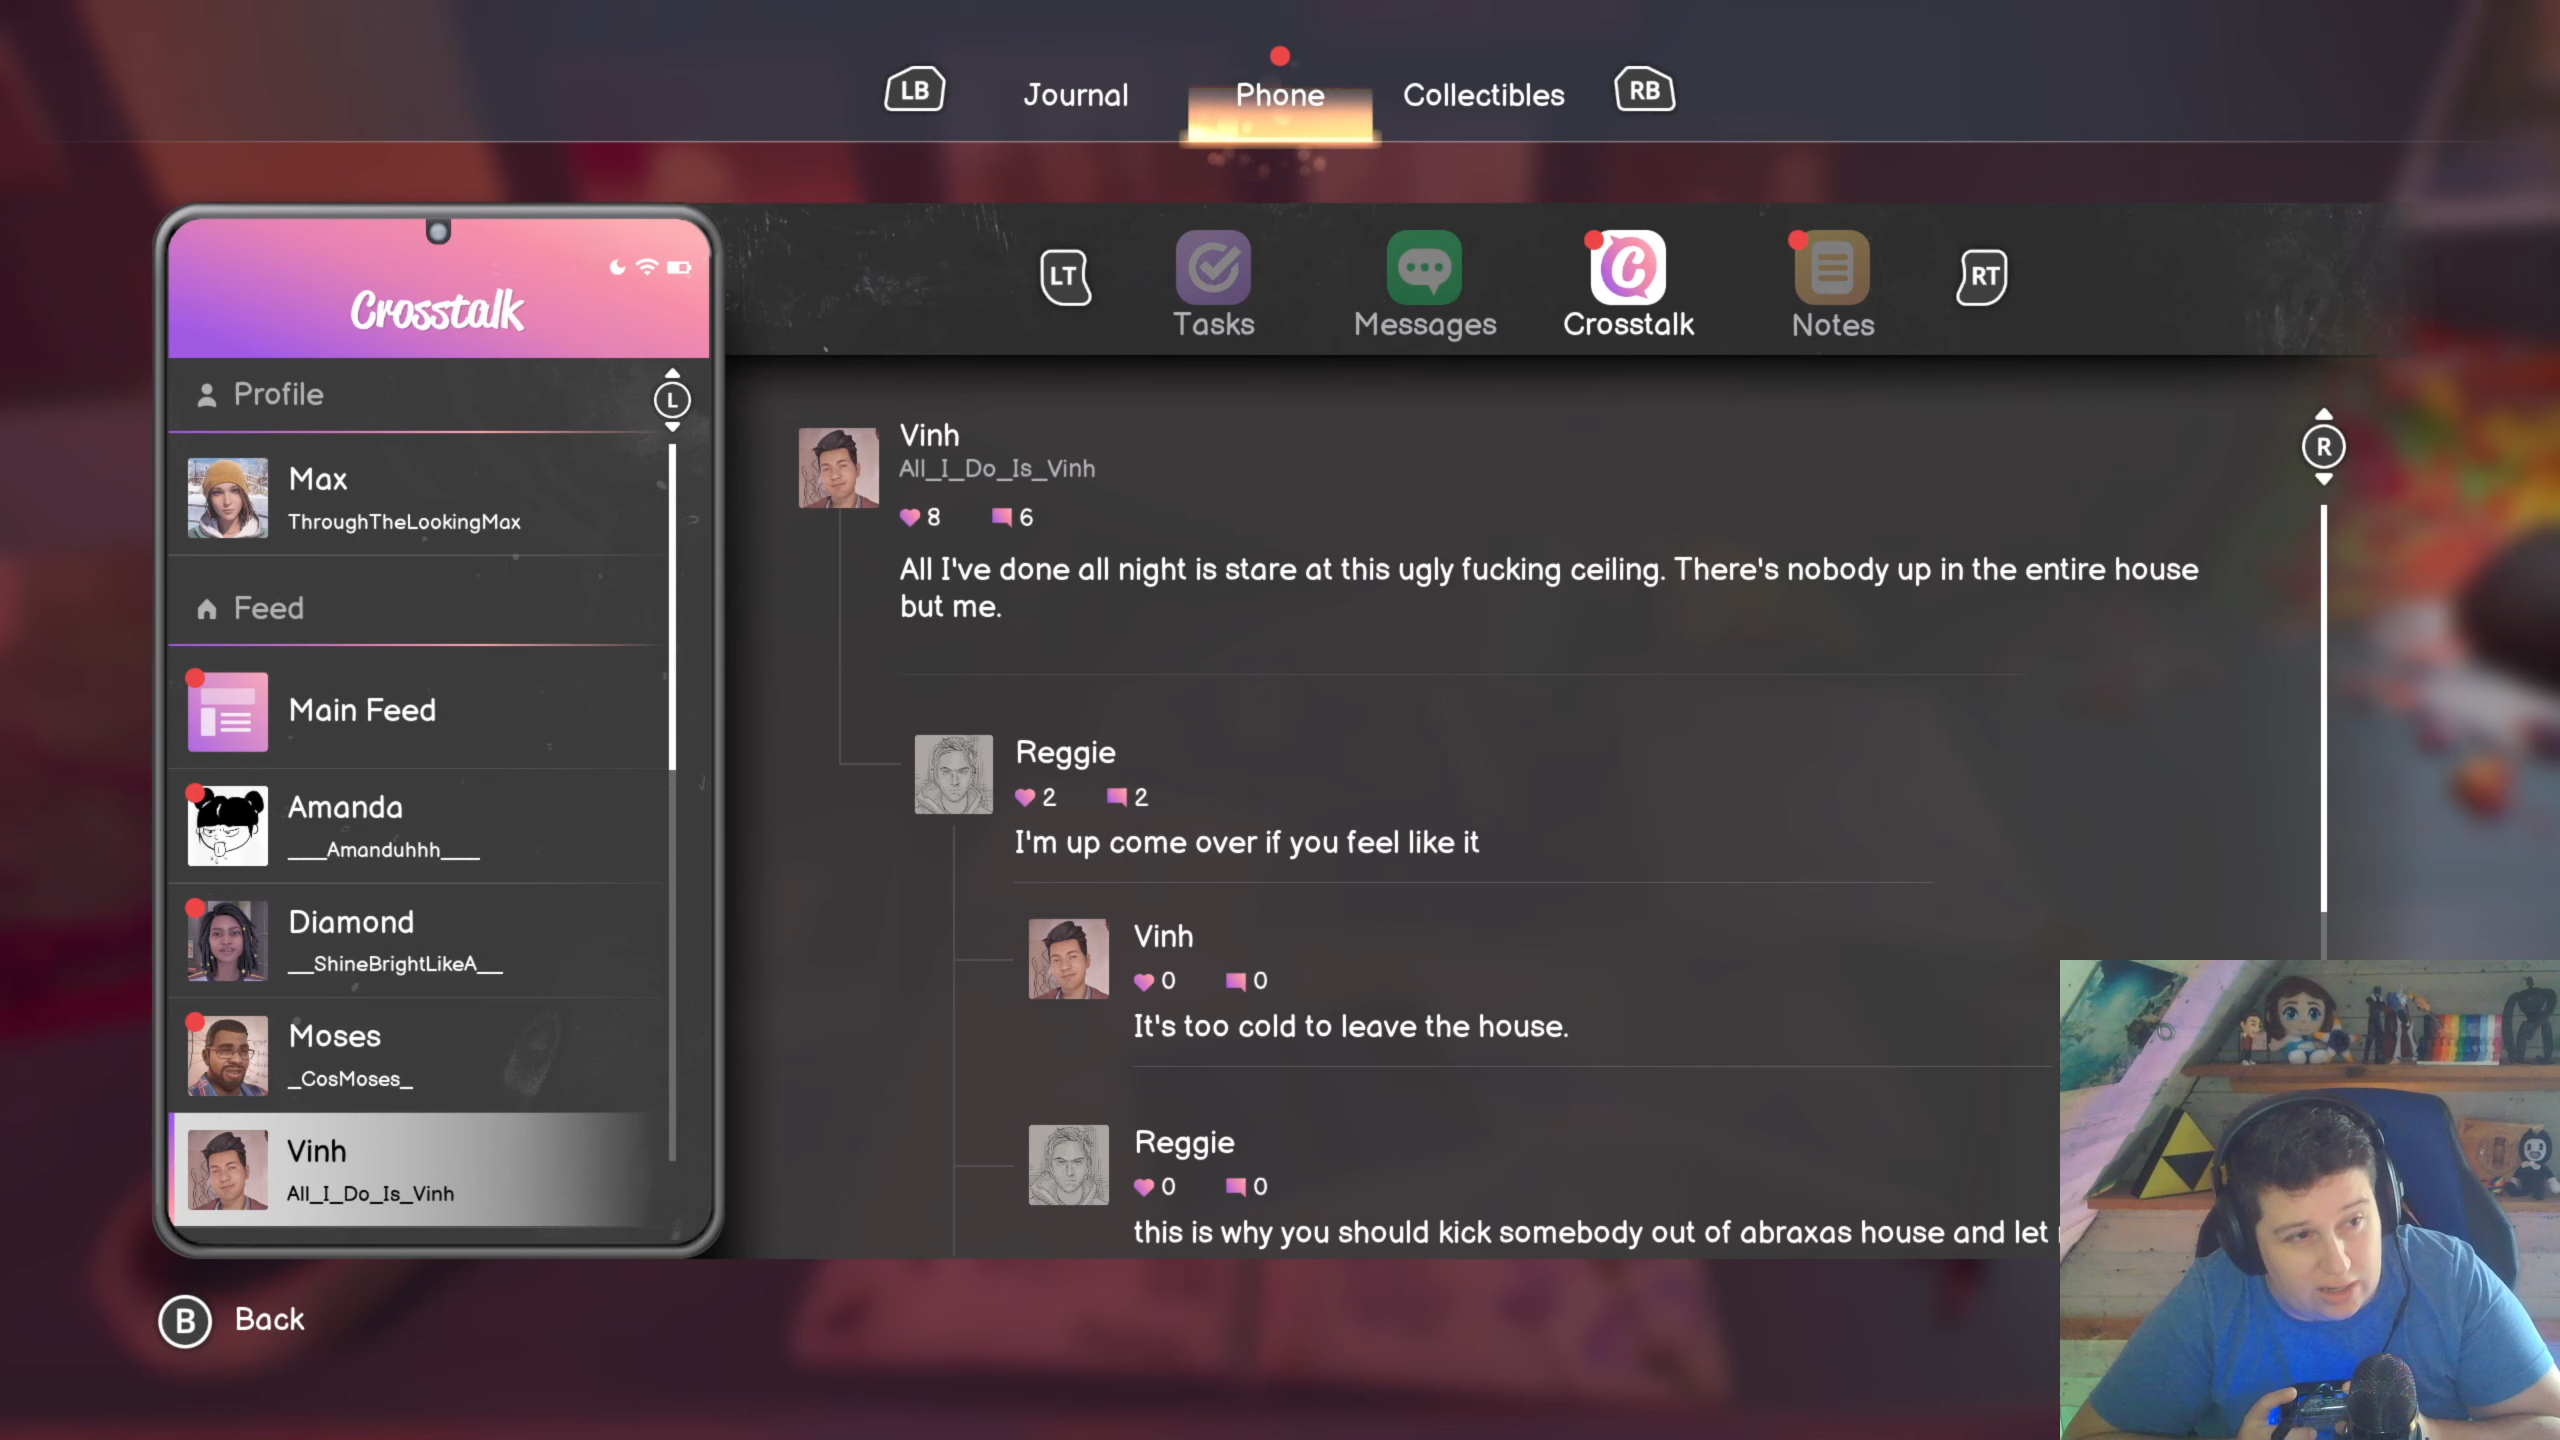 LB Journal Phone Collectibles RB
Crosstalk
LT Tasks Messages Crosstalk Notes RT
Profile
L
Max
ThroughTheLookingMax
Feed
Main Feed
Amanda
____Amanduhhh____
Diamond
__ShineBrightLikeA__
Moses
_CosMoses_
Vinh
All_I_Do_Is_Vinh
Vinh
All_I_Do_Is_Vinh
R
8 6
All I've done all night is stare at this ugly fucking ceiling. There's nobody up in the entire house
but me.
Reggie
2 2
I'm up come over if you feel like it
Vinh
0 0
It's too cold to leave the house.
Reggie
0 0
this is why you should kick somebody out of abraxas house and let
B Back